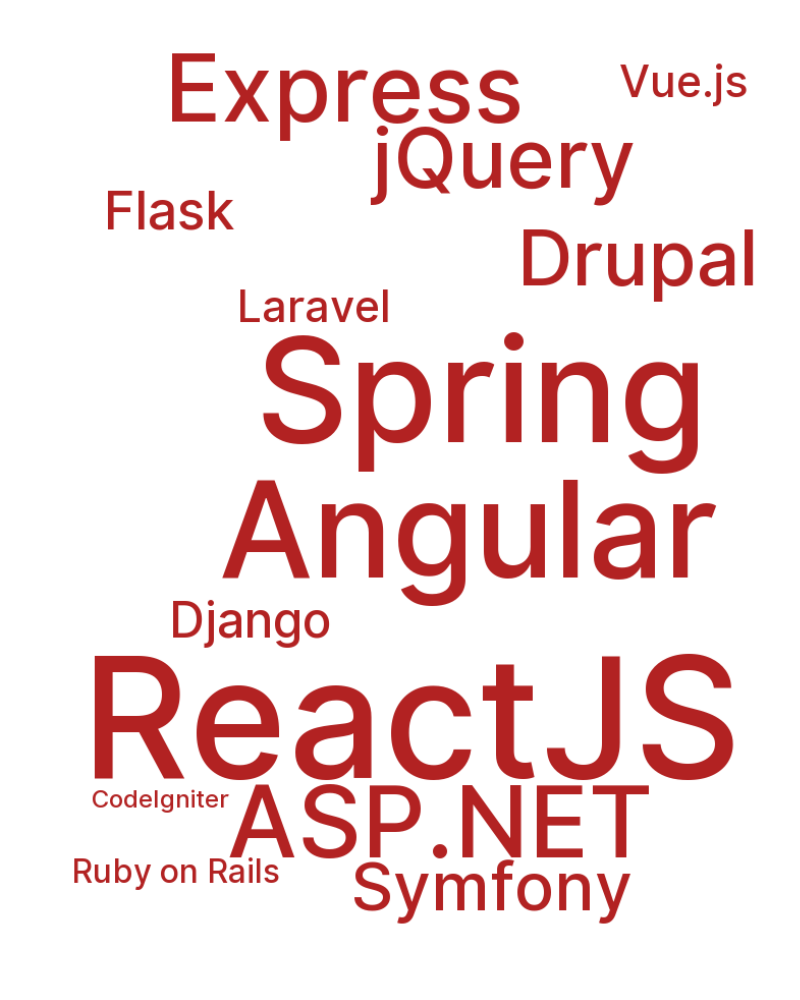 Express
Vue.js
jQuery
Flask
Drupal
Laravel
Spring
Angular
Django
ReactJS
CodeIgniter
ASP.NET
Ruby on Rails
Symfony